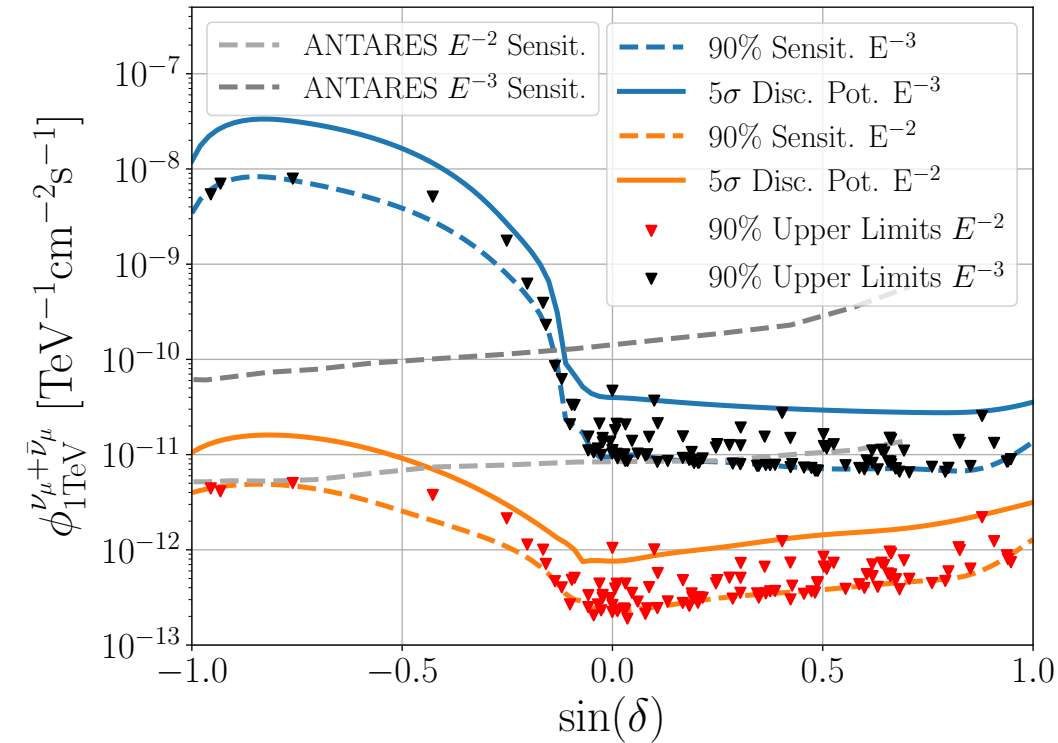 ANTARES E⁻² Sensit.
ANTARES E⁻³ Sensit.
90% Sensit. E⁻³
5σ Disc. Pot. E⁻³
90% Sensit. E⁻²
5σ Disc. Pot. E⁻²
90% Upper Limits E⁻²
90% Upper Limits E⁻³
10⁻⁷
10⁻⁸
10⁻⁹
10⁻¹⁰
10⁻¹¹
10⁻¹²
10⁻¹³
ϕ_{1TeV}^{ν_μ+ν̄_μ} [TeV⁻¹cm⁻²s⁻¹]
−1.0 −0.5 0.0 0.5 1.0
sin(δ)